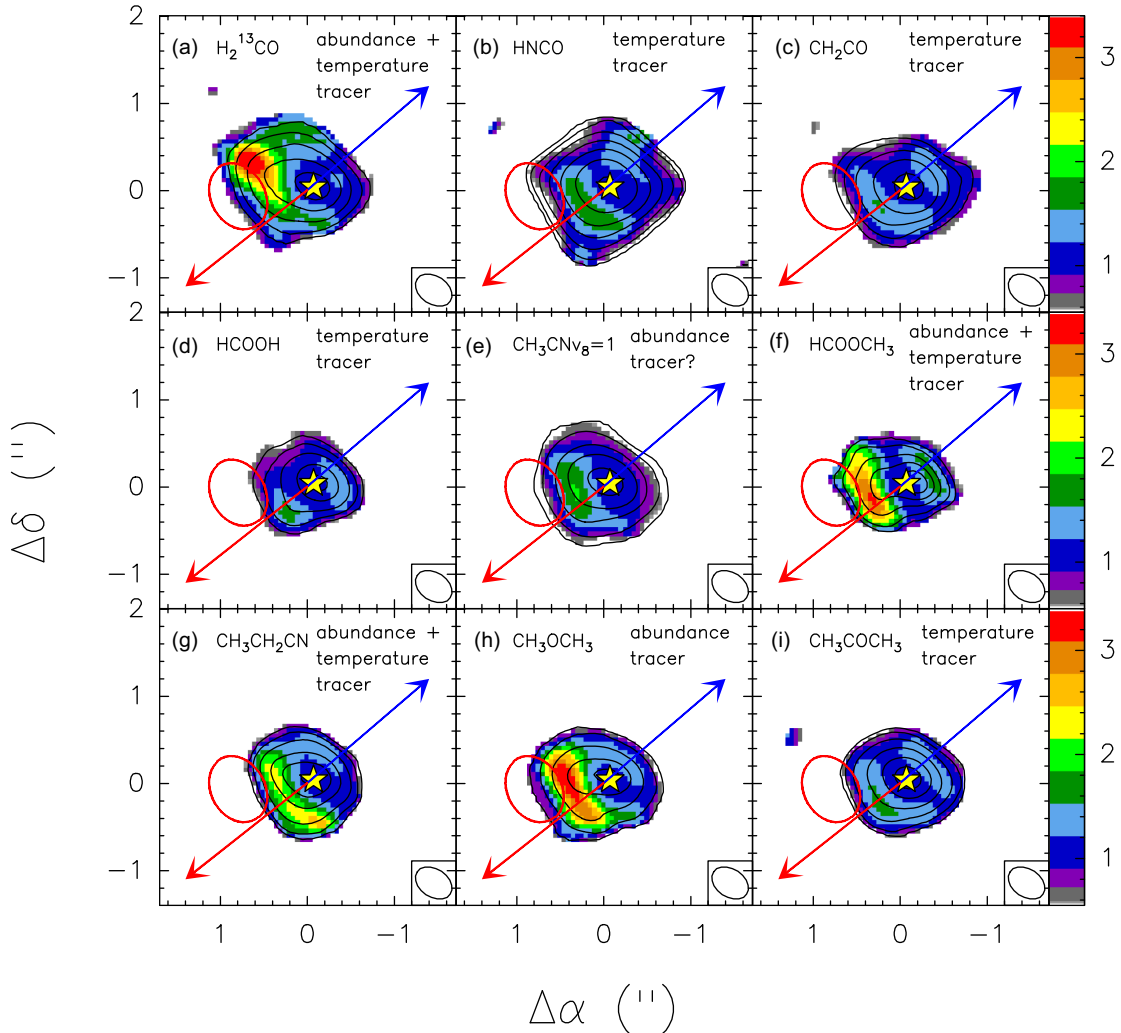 (a) H₂¹³CO abundance + temperature tracer
(b) HNCO temperature tracer
(c) CH₂CO temperature tracer
3
2
1
2
1
0
−1
(d) HCOOH temperature tracer
(e) CH₃CNv₈=1 abundance tracer?
(f) HCOOCH₃ abundance + temperature tracer
3
2
1
2
1
0
−1
(g) CH₃CH₂CN abundance + temperature tracer
(h) CH₃OCH₃ abundance tracer
(i) CH₃COCH₃ temperature tracer
3
2
1
2
1
0
−1
1 0 −1 1 0 −1 1 0 −1
Δδ (")
Δα (")